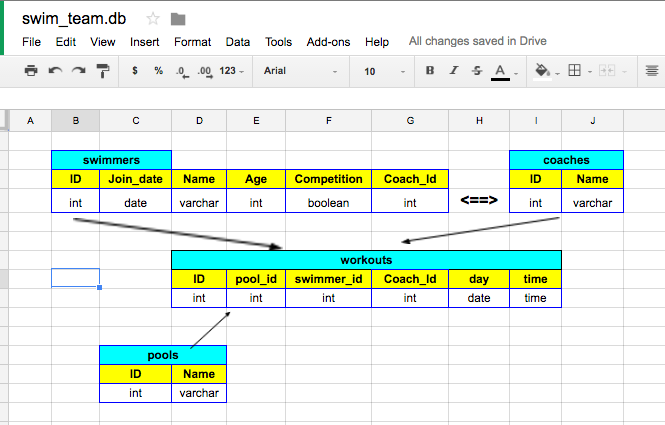 swim_team.db
File Edit View Insert Format Data Tools Add-ons Help All changes saved in Drive
$ % .0 .00 123 Arial 10 B I S A
A B C D E F G H I J
swimmers coaches
ID Join_date Name Age Competition Coach_Id ID Name
int date varchar int boolean int <==> int varchar
workouts
ID pool_id swimmer_id Coach_Id day time
int int int int date time
pools
ID Name
int varchar